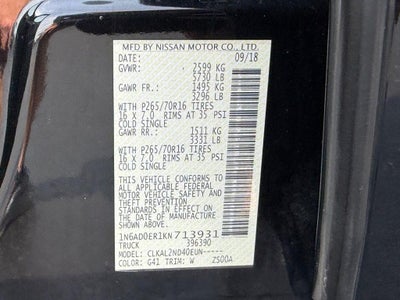 MFD BY NISSAN MOTOR CO., LTD.
DATE: 09/18
GVWR: 2599 KG
5730 LB
GAWR FR.: 1495 KG
3296 LB
WITH P265/70R16 TIRES
16 X 7.0 RIMS AT 35 PSI
COLD SINGLE
GAWR RR.: 1511 KG
3331 LB
WITH P265/70R16 TIRES
16 X 7.0 RIMS AT 35 PSI
COLD SINGLE
THIS VEHICLE CONFORMS TO ALL
APPLICABLE FEDERAL MOTOR
VEHICLE SAFETY AND
THEFT PREVENTION
STANDARDS IN EFFECT ON THE
DATE OF MANUFACTURE
SHOWN ABOVE.
1N6AD0ER1KN713931
TRUCK 396390
MODEL: CLKAL2ND40EUN-----
COLOR: G41 TRIM: W Z500A